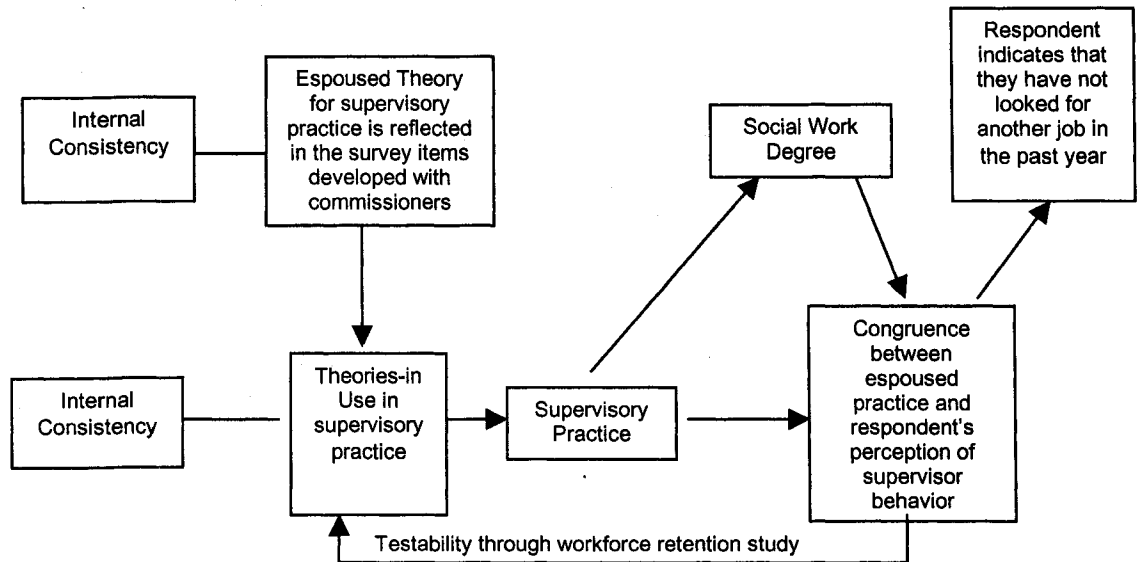 Internal
Consistency
Espoused Theory
for supervisory
practice is reflected
in the survey items
developed with
commissioners
Social Work
Degree
Respondent
indicates that
they have not
looked for
another job in
the past year
Internal
Consistency
Theories-in
Use in
supervisory
practice
Supervisory
Practice
Congruence
between
espoused
practice and
respondent's
perception of
supervisor
behavior
Testability through workforce retention study